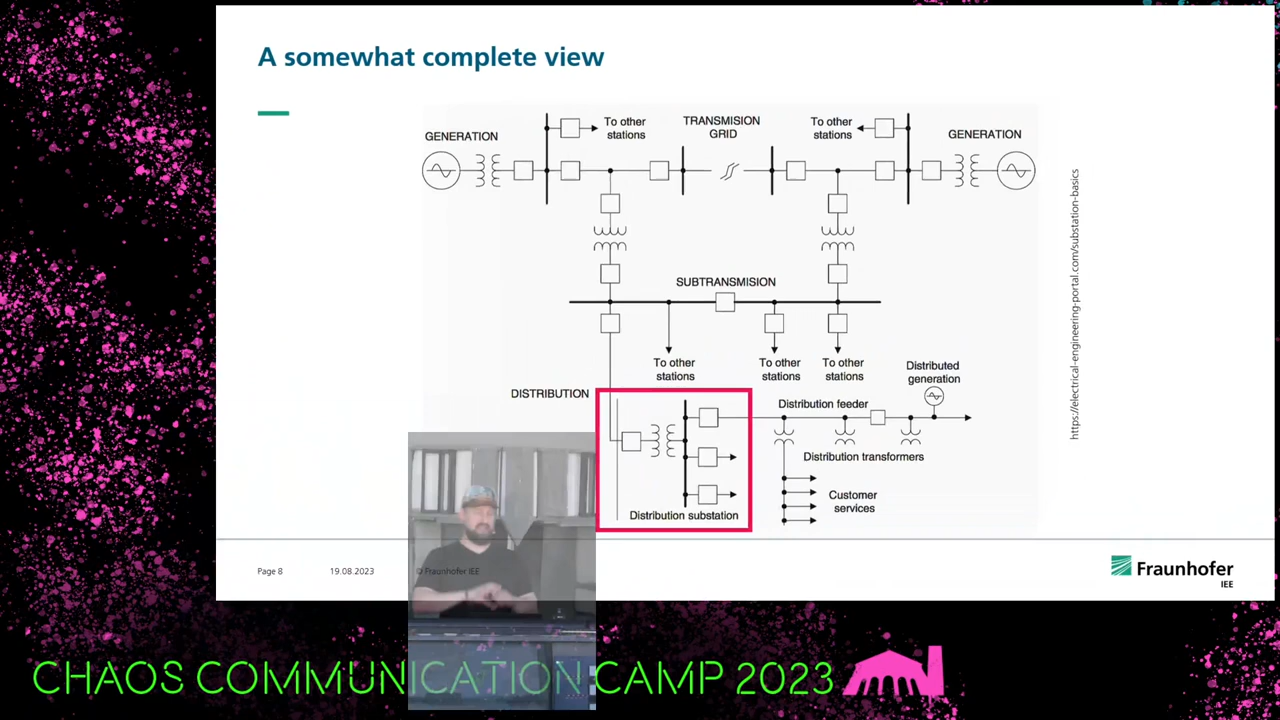 A somewhat complete view
GENERATION
To other
stations
TRANSMISION
GRID
To other
stations
GENERATION
SUBTRANSMISION
To other
stations
To other
stations
To other
stations
Distributed
generation
DISTRIBUTION
Distribution feeder
Distribution transformers
Customer
services
Distribution substation
https://electrical-engineering-portal.com/substation-basics
Page 8
19.08.2023
© Fraunhofer IEE
Fraunhofer
IEE
CHAOS COMMUNICATION CAMP 2023